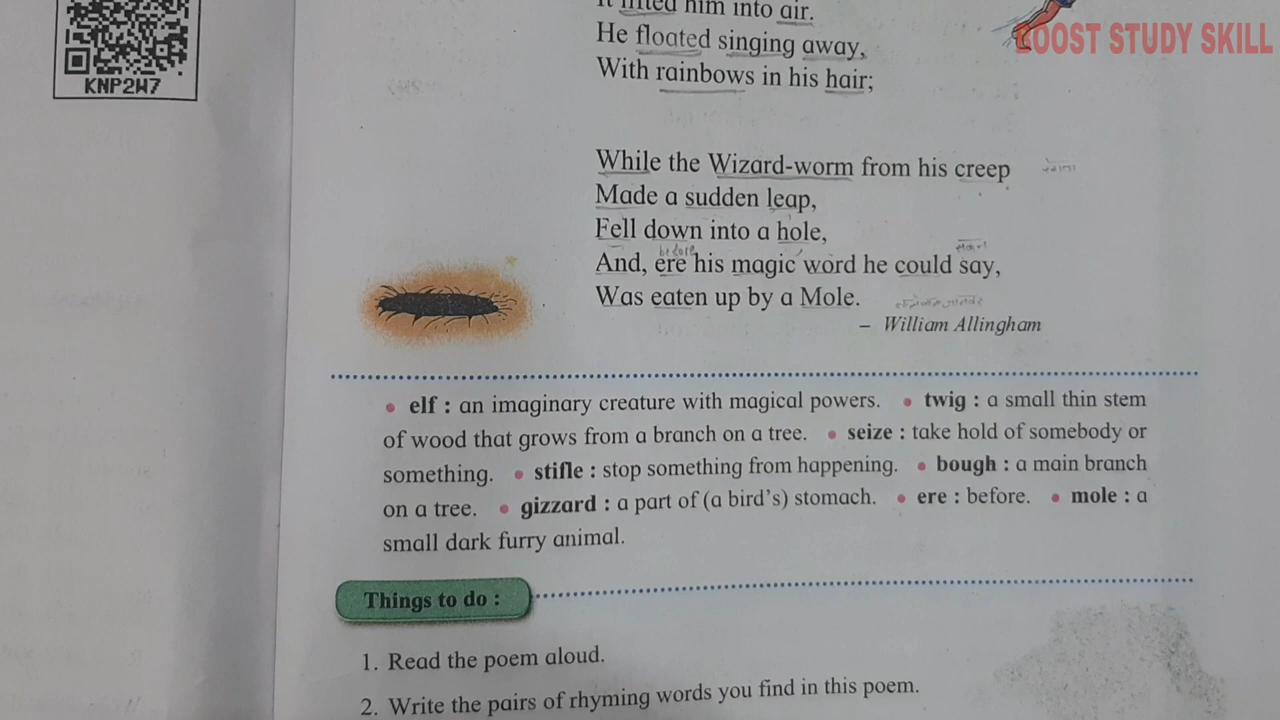 It lifted him into air.
BOOST STUDY SKILL
He floated singing away,
With rainbows in his hair;
KNP2W7
While the Wizard-worm from his creep
Made a sudden leap,
Fell down into a hole,
before
And, ere his magic word he could say,
Was eaten up by a Mole.
– William Allingham
• elf : an imaginary creature with magical powers. • twig : a small thin stem
of wood that grows from a branch on a tree. • seize : take hold of somebody or
something. • stifle : stop something from happening. • bough : a main branch
on a tree. • gizzard : a part of (a bird's) stomach. • ere : before. • mole : a
small dark furry animal.
Things to do :
1. Read the poem aloud.
2. Write the pairs of rhyming words you find in this poem.